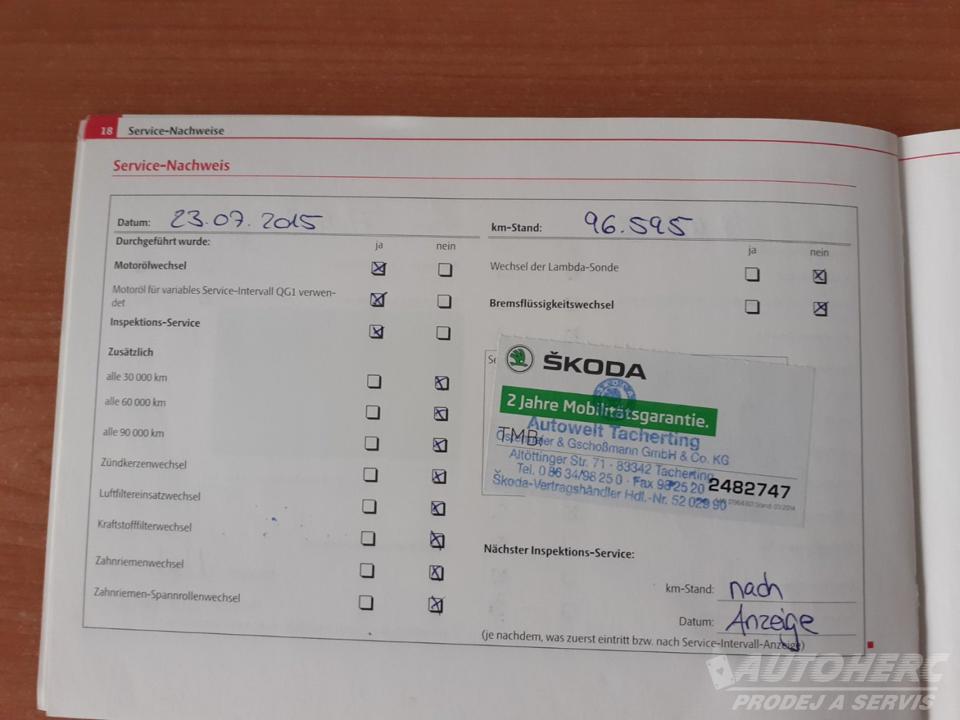 18 Service-Nachweise
Service-Nachweis
Datum: 23.07.2015
km-Stand: 96.595
Durchgeführt wurde: ja nein
ja nein
Motorölwechsel
Wechsel der Lambda-Sonde
Motoröl für variables Service-Intervall QG1 verwen-
det
Bremsflüssigkeitswechsel
Inspektions-Service
Zusätzlich
alle 30 000 km
alle 60 000 km
alle 90 000 km
Zündkerzenwechsel
Luftfiltereinsatzwechsel
Kraftstofffilterwechsel
Zahnriemenwechsel
Zahnriemen-Spannrollenwechsel
ŠKODA
2 Jahre Mobilitätsgarantie.
TMB
Autowelt Tacherting
& Gschoßmann GmbH & Co. KG
Altöttinger Str. 71 - 83342 Tacherting
Tel. 0 86 34/98 25 0 - Fax 98 25 20
2482747
Škoda-Vertragshändler Hdl.-Nr. 52 029 90
Nächster Inspektions-Service:
km-Stand: nach
Datum: Anzeige
(je nachdem, was zuerst eintritt bzw. nach Service-Intervall-Anzeige)
AUTOHERC
PRODEJ A SERVIS